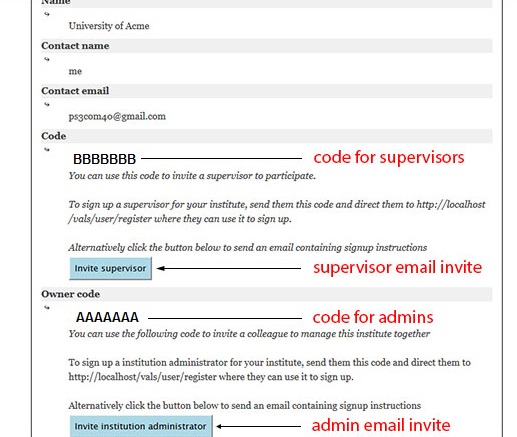 Name
University of Acme
Contact name
me
Contact email
ps3com40@gmail.com
Code
BBBBBBB code for supervisors
You can use this code to invite a supervisor to participate.
To sign up a supervisor for your institute, send them this code and direct them to http://localhost
/vals/user/register where they can use it to sign up.
Alternatively click the button below to send an email containing signup instructions
Invite supervisor supervisor email invite
Owner code
AAAAAAA code for admins
You can use the following code to invite a colleague to manage this institute together
To sign up a institution administrator for your institute, send them this code and direct them to
http://localhost/vals/user/register where they can use it to sign up.
Alternatively click the button below to send an email containing signup instructions
Invite institution administrator admin email invite